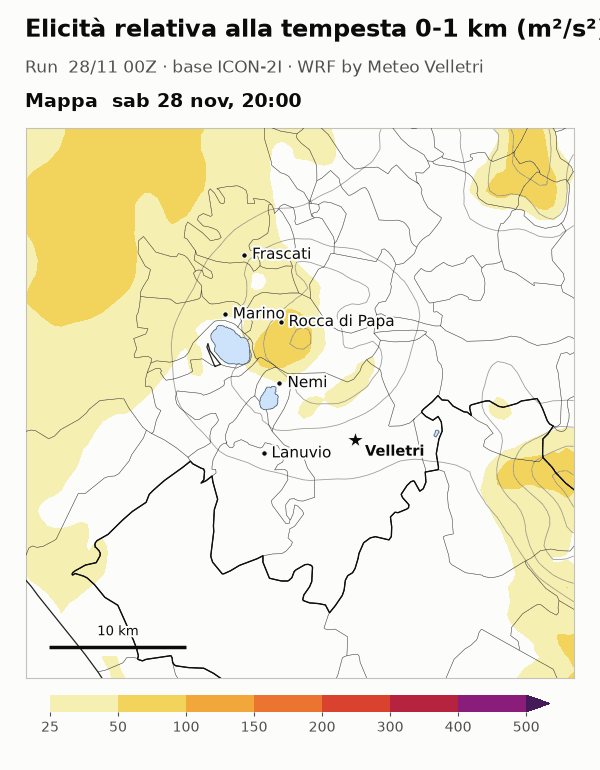 Elicità relativa alla tempesta 0-1 km (m²/s²)
Run 28/11 00Z · base ICON-2I · WRF by Meteo Velletri
Mappa sab 28 nov, 20:00
Frascati
Marino
Rocca di Papa
Nemi
Velletri
Lanuvio
10 km
25 50 100 150 200 300 400 500